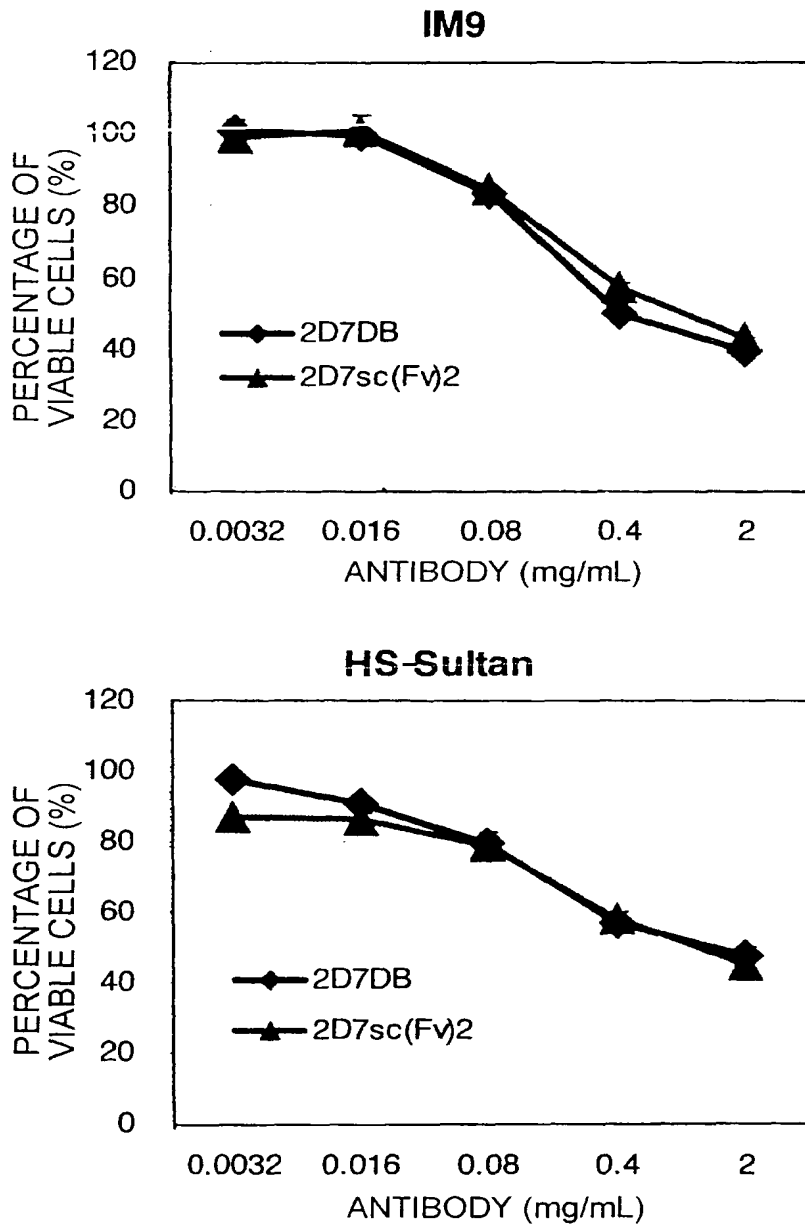 IM9
120
100
80
60
40
20
0
PERCENTAGE OF
VIABLE CELLS (%)
2D7DB
2D7sc(Fv)2
0.0032 0.016 0.08 0.4 2
ANTIBODY (mg/mL)
HS-Sultan
120
100
80
60
40
20
0
PERCENTAGE OF
VIABLE CELLS (%)
2D7DB
2D7sc(Fv)2
0.0032 0.016 0.08 0.4 2
ANTIBODY (mg/mL)